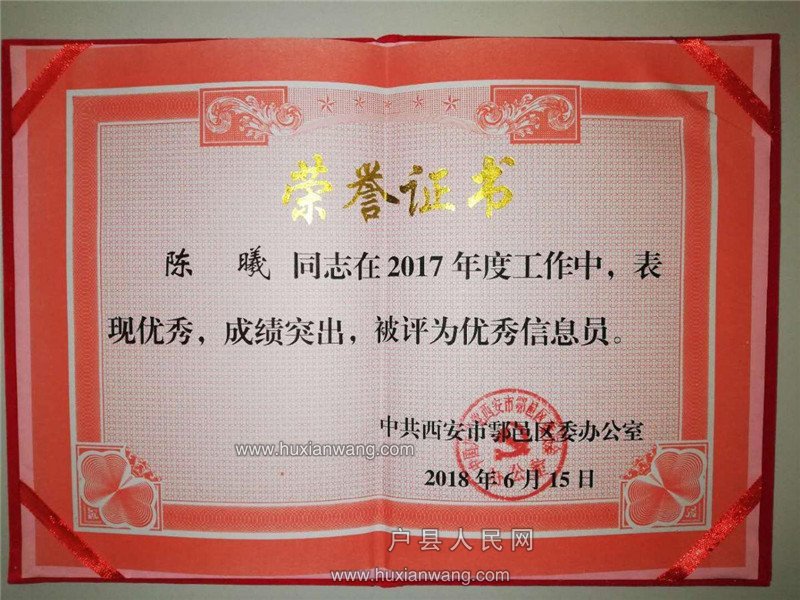 荣誉证书
陈 曦 同志在2017年度工作中，表
现优秀，成绩突出，被评为优秀信息员。
中共西安市鄠邑区委办公室
www.huxianwang.com
www.huxianwang.com
2018年6月15日
户县人民网
www.huxianwang.com